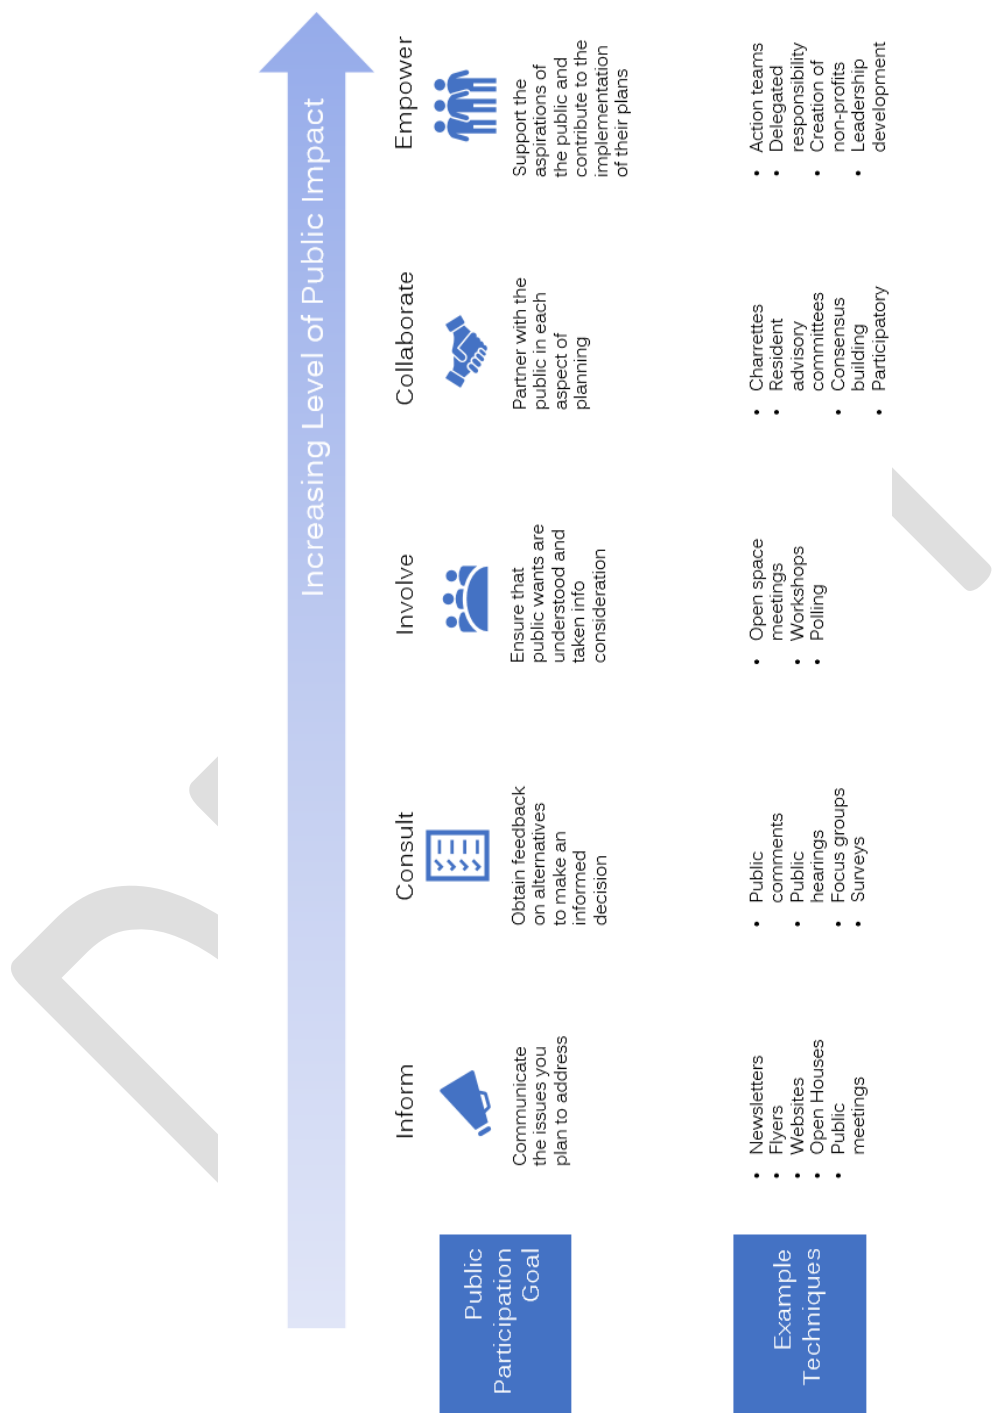 Increasing Level of Public Impact
Inform
Consult
Involve
Collaborate
Empower
Public
Participation
Goal
Communicate
the issues you
plan to address
Obtain feedback
on alternatives
to make an
informed
decision
Ensure that
public wants are
understood and
taken info
consideration
Partner with the
public in each
aspect of
planning
Support the
aspirations of
the public and
contribute to the
implementation
of their plans
Example
Techniques
• Newsletters
• Flyers
• Websites
• Open Houses
• Public
meetings
• Public
comments
• Public
hearings
• Focus groups
• Surveys
• Open space
meetings
• Workshops
• Polling
• Charrettes
• Resident
advisory
committees
• Consensus
building
• Participatory
• Action teams
• Delegated
responsibility
• Creation of
non-profits
• Leadership
development